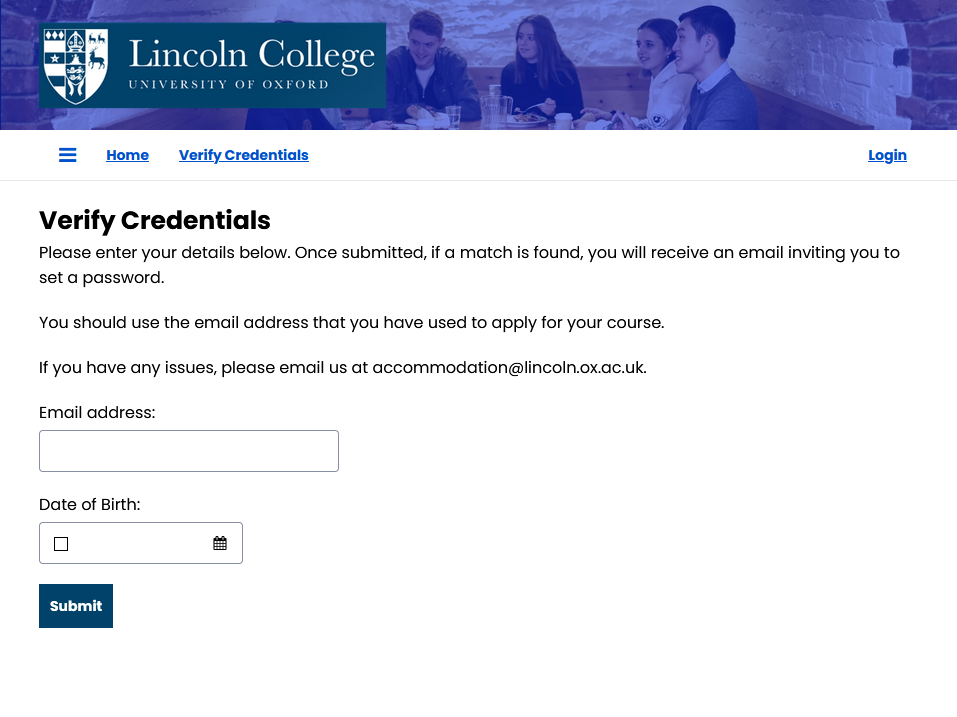 Lincoln College
UNIVERSITY OF OXFORD
Home
Verify Credentials
Login
Verify Credentials
Please enter your details below. Once submitted, if a match is found, you will receive an email inviting you to
set a password.
You should use the email address that you have used to apply for your course.
If you have any issues, please email us at accommodation@lincoln.ox.ac.uk.
Email address:
Date of Birth:
Submit